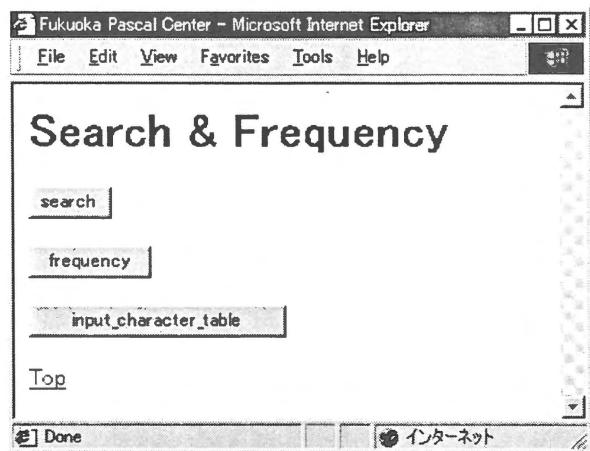 Fukuoka Pascal Center - Microsoft Internet Explorer
File Edit View Favorites Tools Help
Search & Frequency
search
frequency
input_character_table
Top
Done インターネット